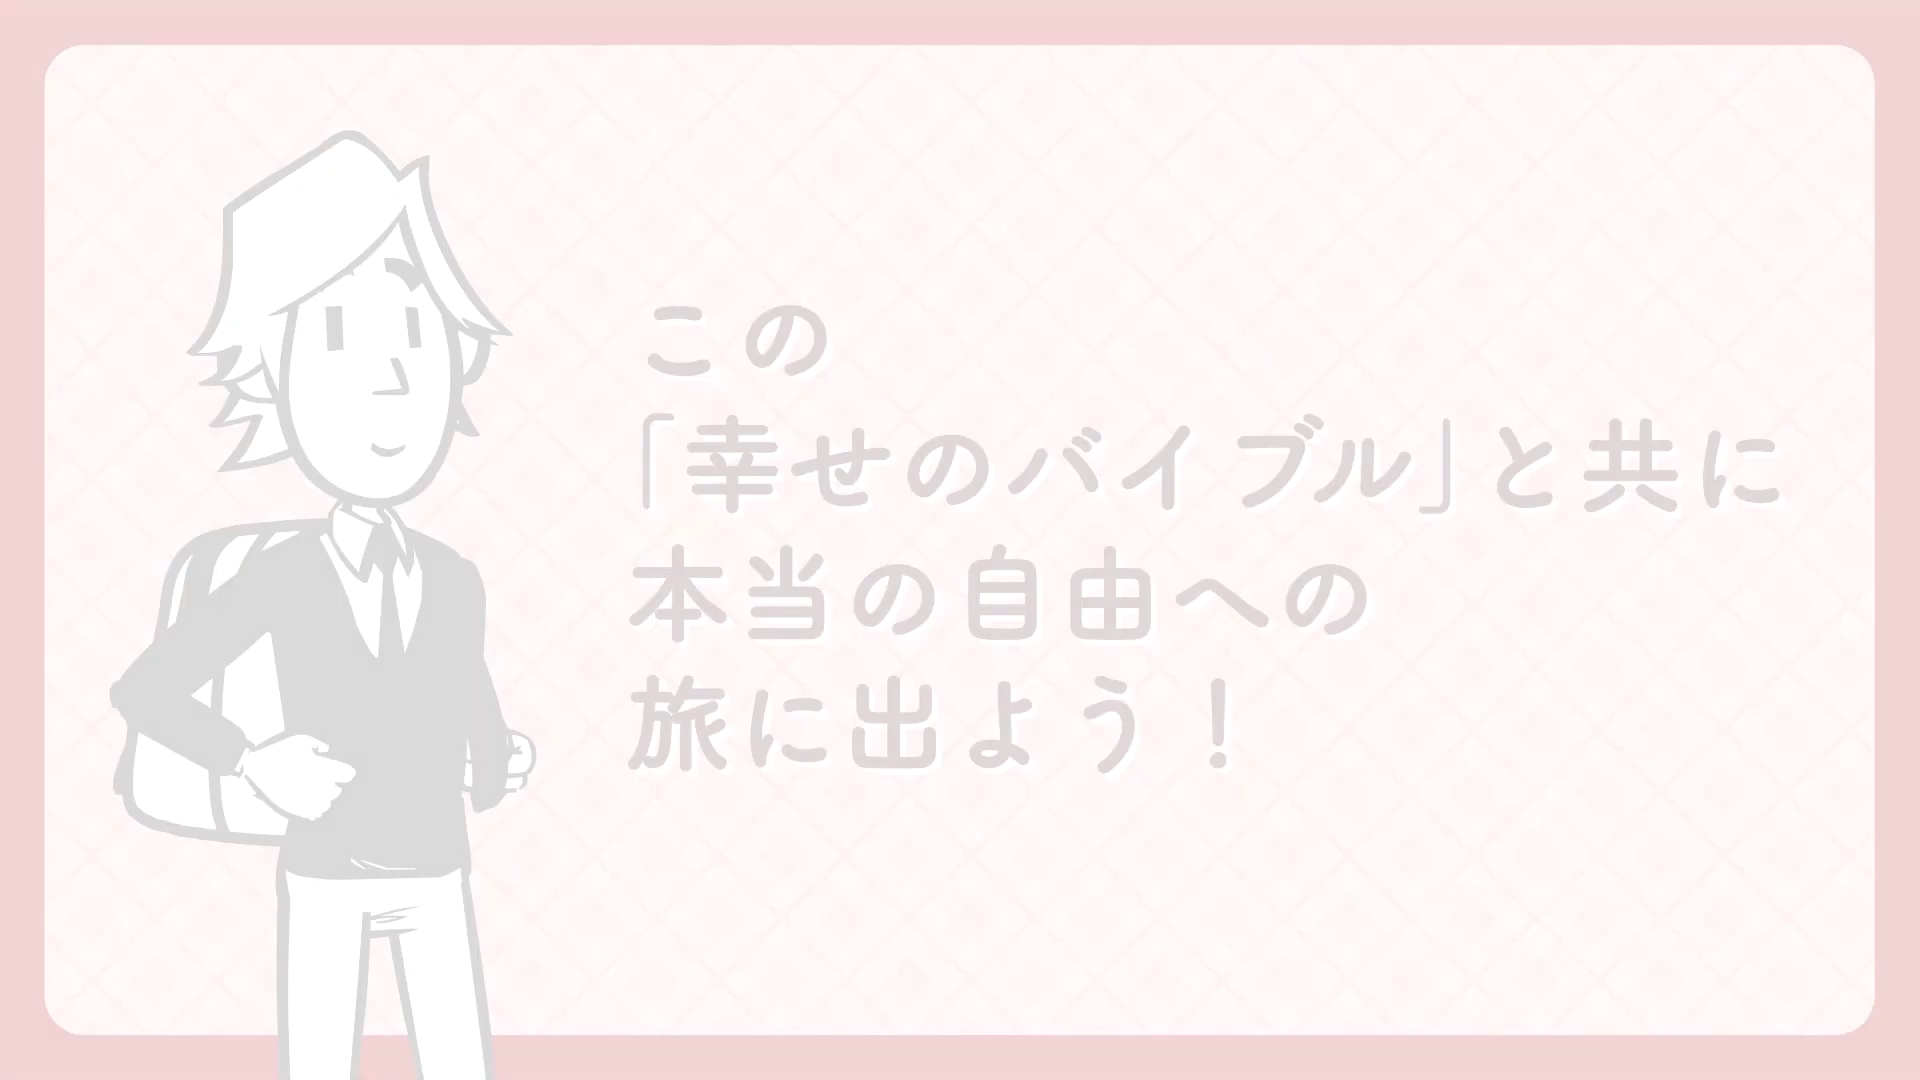 この
「幸せのバイブル」と共に
本当の自由への
旅に出よう！